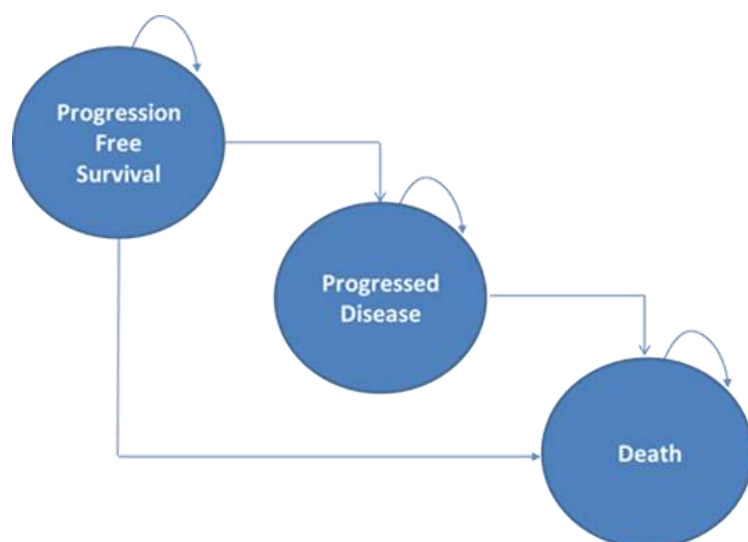 Progression
Free
Survival
Progressed
Disease
Death